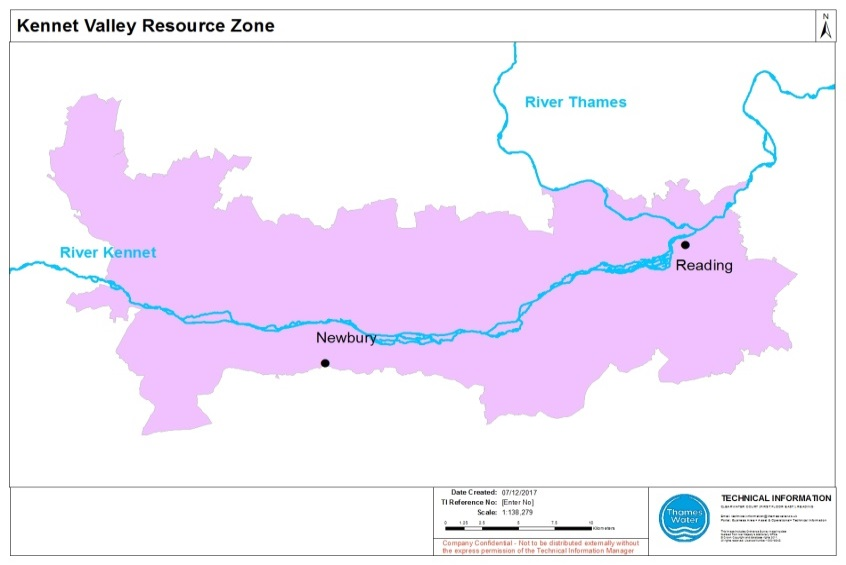 Kennet Valley Resource Zone
N
River Thames
River Kennet
Reading
Newbury
Date Created: 07/12/2017
TI Reference No: [Enter No]
Scale: 1:138,279
0 1.25 2.5 5 7.5 10
Kilometers
Company Confidential - Not to be distributed externally without
the express permission of the Technical Information Manager
Thames
Water
TECHNICAL INFORMATION